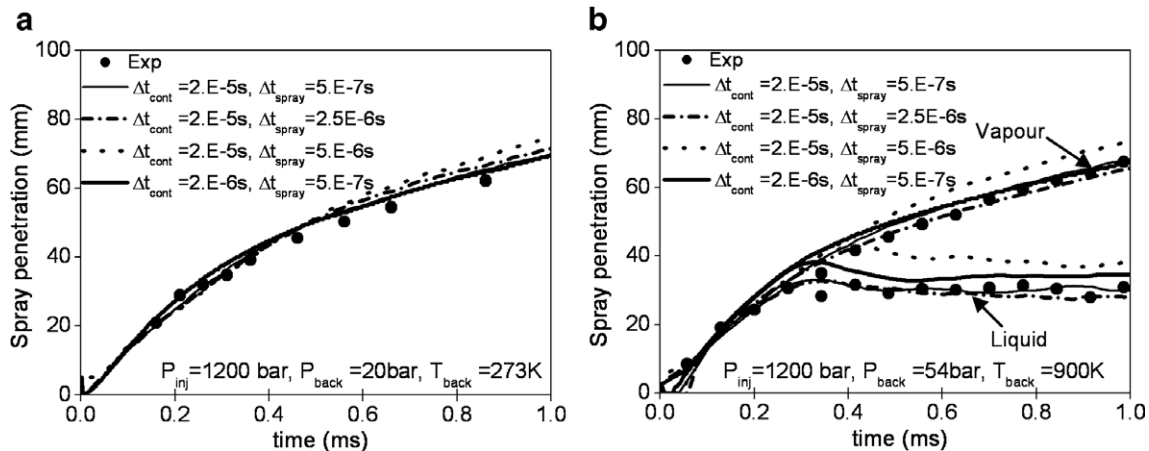 a
100
80
60
40
20
0
Spray penetration (mm)
Exp
Δt_cont =2.E-5s, Δt_spray=5.E-7s
Δt_cont =2.E-5s, Δt_spray=2.5E-6s
Δt_cont =2.E-5s, Δt_spray=5.E-6s
Δt_cont =2.E-6s, Δt_spray=5.E-7s
P_inj=1200 bar, P_back=20bar, T_back=273K
0.0 0.2 0.4 0.6 0.8 1.0
time (ms)
b
100
80
60
40
20
0
Spray penetration (mm)
Exp
Δt_cont =2.E-5s, Δt_spray=5.E-7s
Δt_cont =2.E-5s, Δt_spray=2.5E-6s
Δt_cont =2.E-5s, Δt_spray=5.E-6s
Δt_cont =2.E-6s, Δt_spray=5.E-7s
Vapour
Liquid
P_inj=1200 bar, P_back=54bar, T_back=900K
0.0 0.2 0.4 0.6 0.8 1.0
time (ms)